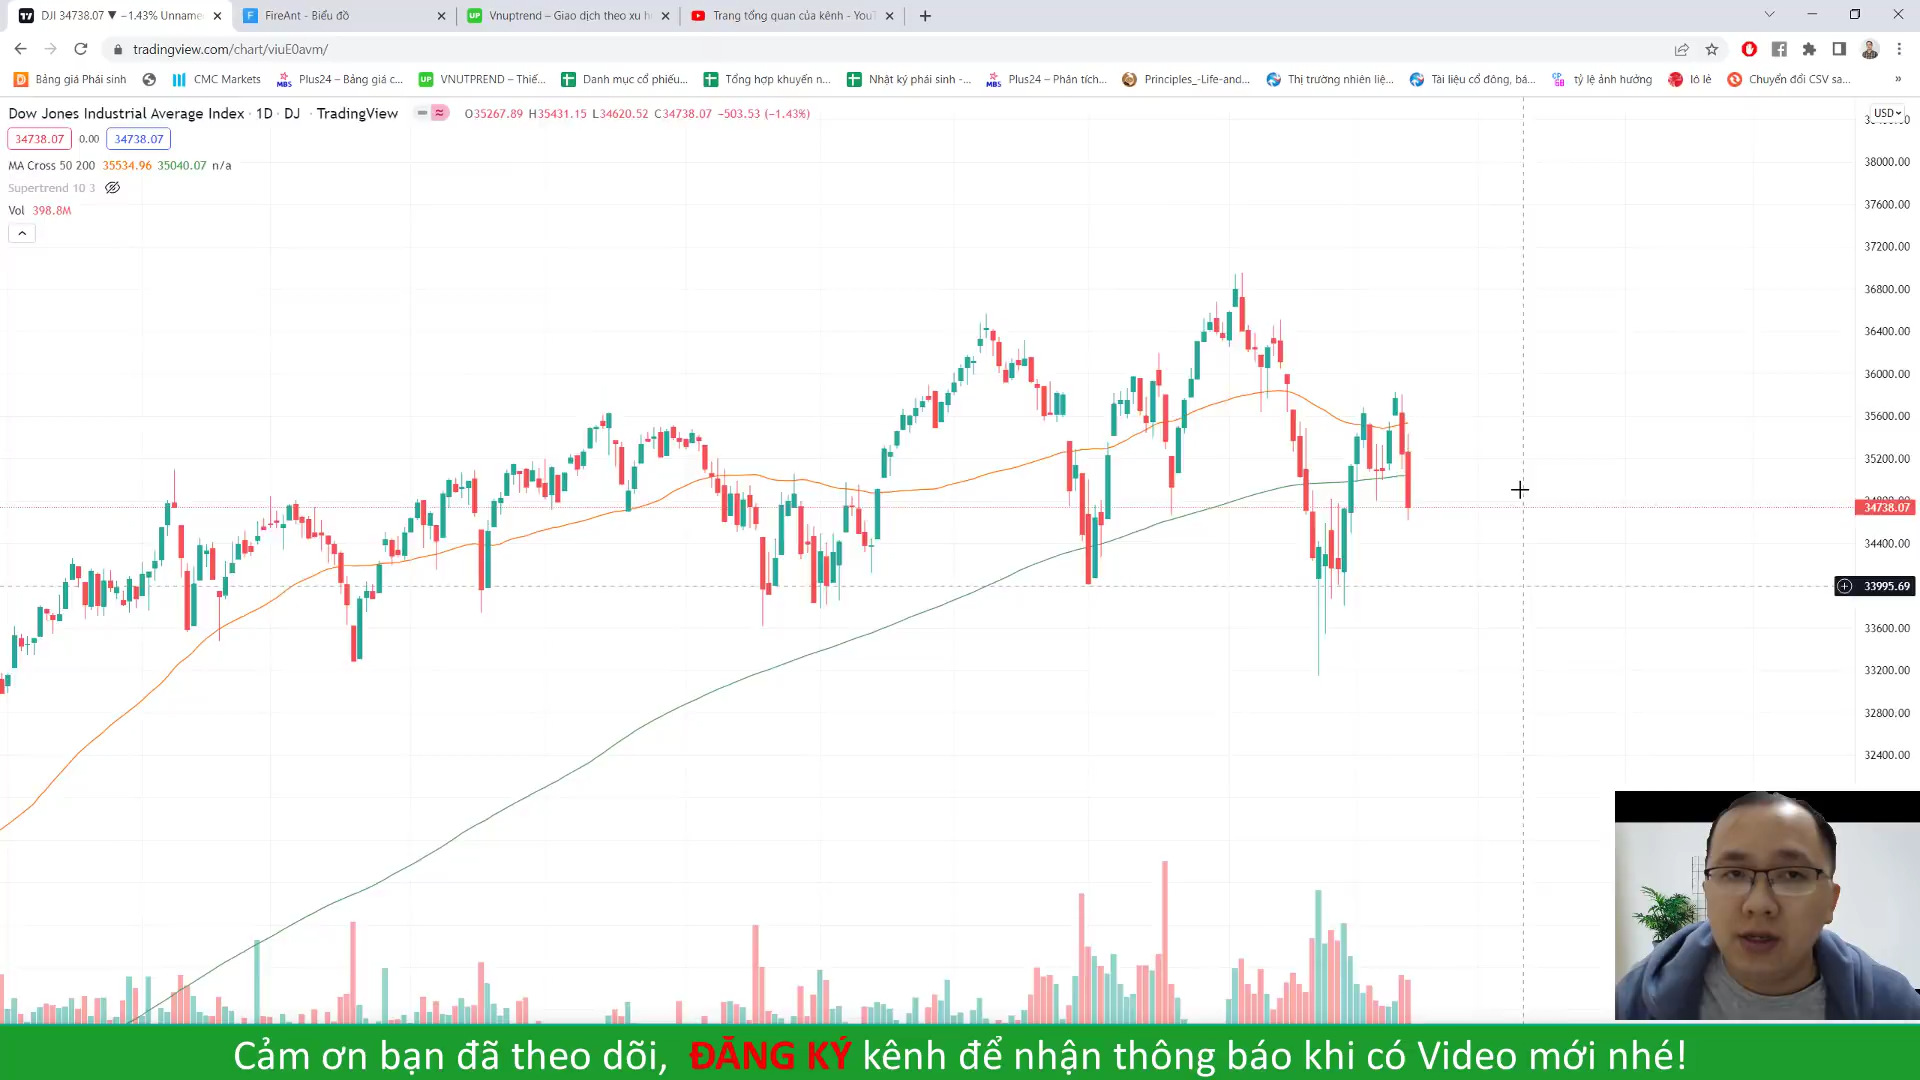 DJI 34738.07 ▼ −1.43% Unname
FireAnt - Biểu đồ
Vnuptrend – Giao dịch theo xu h
Trang tổng quan của kênh - YouT
tradingview.com/chart/viuE0avm/
Bảng giá Phái sinh
CMC Markets
MBS Plus24 – Bảng giá c...
UP VNUTPREND – Thiế...
Danh mục cổ phiếu...
Tổng hợp khuyến n...
Nhật ký phái sinh -...
MBS Plus24 – Phân tích...
Principles_-Life-and...
Thị trường nhiên liệ...
Tài liệu cổ đông, bá...
tỷ lệ ảnh hưởng
lô lẻ
Chuyển đổi CSV sa...
»
Dow Jones Industrial Average Index · 1D · DJ · TradingView
O35267.89 H35431.15 L34620.52 C34738.07 −503.53 (−1.43%)
USD
34738.07 0.00 34738.07
MA Cross 50 200 35534.96 35040.07 n/a
Supertrend 10 3
Vol 398.8M
38000.00
37600.00
37200.00
36800.00
36400.00
36000.00
35600.00
35200.00
34738.07
34400.00
33995.69
33600.00
33200.00
32800.00
32400.00
Cảm ơn bạn đã theo dõi, ĐĂNG KÝ kênh để nhận thông báo khi có Video mới nhé!